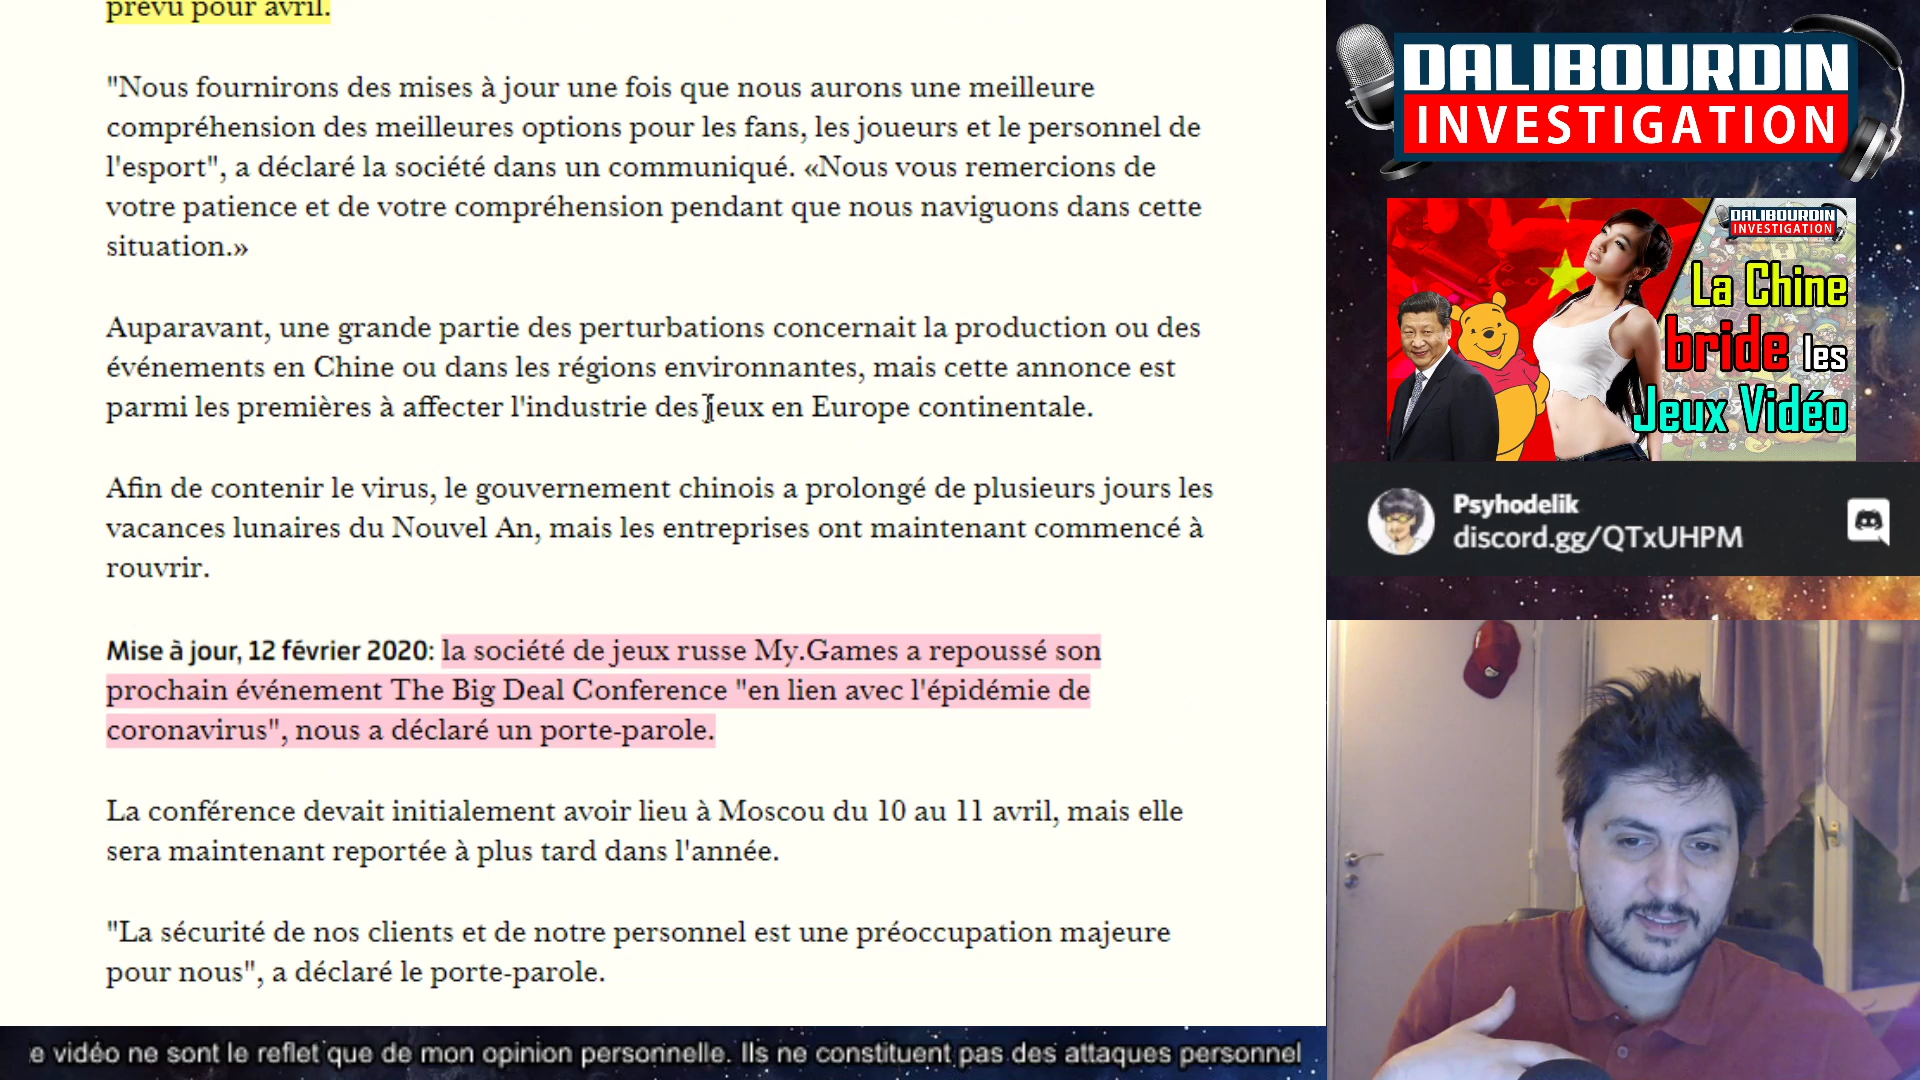 prévu pour avril.
"Nous fournirons des mises à jour une fois que nous aurons une meilleure
compréhension des meilleures options pour les fans, les joueurs et le personnel de
l'esport", a déclaré la société dans un communiqué. «Nous vous remercions de
votre patience et de votre compréhension pendant que nous naviguons dans cette
situation.»
Auparavant, une grande partie des perturbations concernait la production ou des
événements en Chine ou dans les régions environnantes, mais cette annonce est
parmi les premières à affecter l'industrie des jeux en Europe continentale.
Afin de contenir le virus, le gouvernement chinois a prolongé de plusieurs jours les
vacances lunaires du Nouvel An, mais les entreprises ont maintenant commencé à
rouvrir.
Mise à jour, 12 février 2020: la société de jeux russe My.Games a repoussé son
prochain événement The Big Deal Conference "en lien avec l'épidémie de
coronavirus", nous a déclaré un porte-parole.
La conférence devait initialement avoir lieu à Moscou du 10 au 11 avril, mais elle
sera maintenant reportée à plus tard dans l'année.
"La sécurité de nos clients et de notre personnel est une préoccupation majeure
pour nous", a déclaré le porte-parole.
e vidéo ne sont le reflet que de mon opinion personnelle. Ils ne constituent pas des attaques personnel
DALIBOURDIN
INVESTIGATION
DALIBOURDIN
INVESTIGATION
La Chine
bride les
Jeux Vidéo
Psyhodelik
discord.gg/QTxUHPM